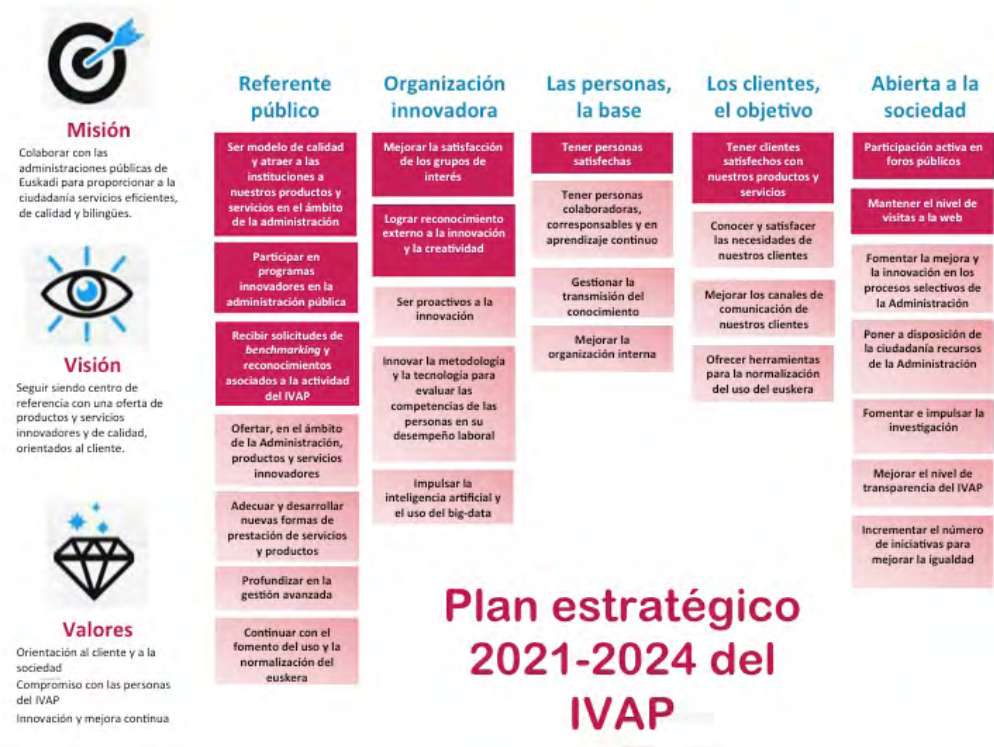 Misión
Colaborar con las
administraciones públicas de
Euskadi para proporcionar a la
ciudadanía servicios eficientes,
de calidad y bilingües.
Visión
Seguir siendo centro de
referencia con una oferta de
productos y servicios
innovadores y de calidad,
orientados al cliente.
Valores
Orientación al cliente y a la
sociedad
Compromiso con las personas
del IVAP
Innovación y mejora continua
Referente
público
Ser modelo de calidad
y atraer a las
instituciones a
nuestros productos y
servicios en el ámbito
de la administración
Participar en
programas
innovadores en la
administración pública
Recibir solicitudes de
benchmarking y
reconocimientos
asociados a la actividad
del IVAP
Ofertar, en el ámbito
de la Administración,
productos y servicios
innovadores
Adecuar y desarrollar
nuevas formas de
prestación de servicios
y productos
Profundizar en la
gestión avanzada
Continuar con el
fomento del uso y la
normalización del
euskera
Organización
innovadora
Mejorar la satisfacción
de los grupos de
interés
Lograr reconocimiento
externo a la innovación
y la creatividad
Ser proactivos a la
innovación
Innovar la metodología
y la tecnología para
evaluar las
competencias de las
personas en su
desempeño laboral
Impulsar la
inteligencia artificial y
el uso del big-data
Las personas,
la base
Tener personas
satisfechas
Tener personas
colaboradoras,
corresponsables y en
aprendizaje continuo
Gestionar la
transmisión del
conocimiento
Mejorar la
organización interna
Los clientes,
el objetivo
Tener clientes
satisfechos con
nuestros productos y
servicios
Conocer y satisfacer
las necesidades de
nuestros clientes
Mejorar los canales de
comunicación de
nuestros clientes
Ofrecer herramientas
para la normalización
del uso del euskera
Abierta a la
sociedad
Participación activa en
foros públicos
Mantener el nivel de
visitas a la web
Fomentar la mejora y
la innovación en los
procesos selectivos de
la Administración
Poner a disposición de
la ciudadanía recursos
de la Administración
Fomentar e impulsar la
investigación
Mejorar el nivel de
transparencia del IVAP
Incrementar el número
de iniciativas para
mejorar la igualdad
Plan estratégico
2021-2024 del
IVAP